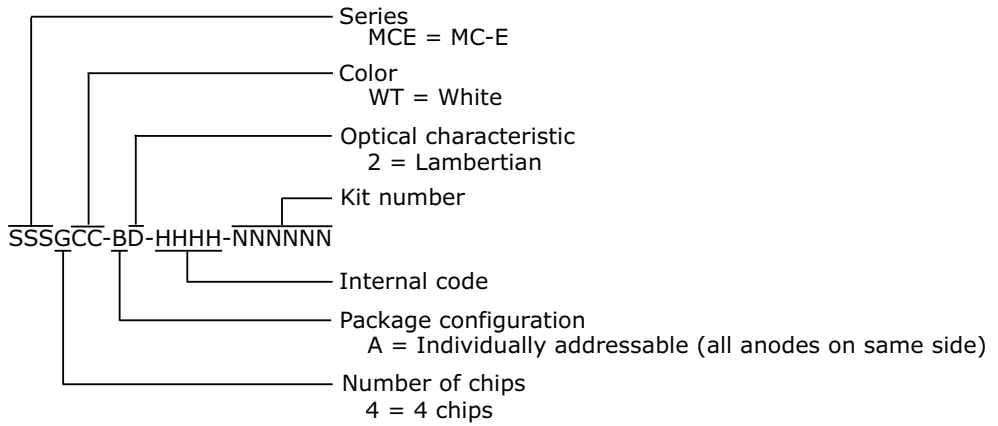 Series
MCE = MC-E
Color
WT = White
Optical characteristic
2 = Lambertian
Kit number
SSSGCC-BD-HHHH-NNNNNN
Internal code
Package configuration
A = Individually addressable (all anodes on same side)
Number of chips
4 = 4 chips